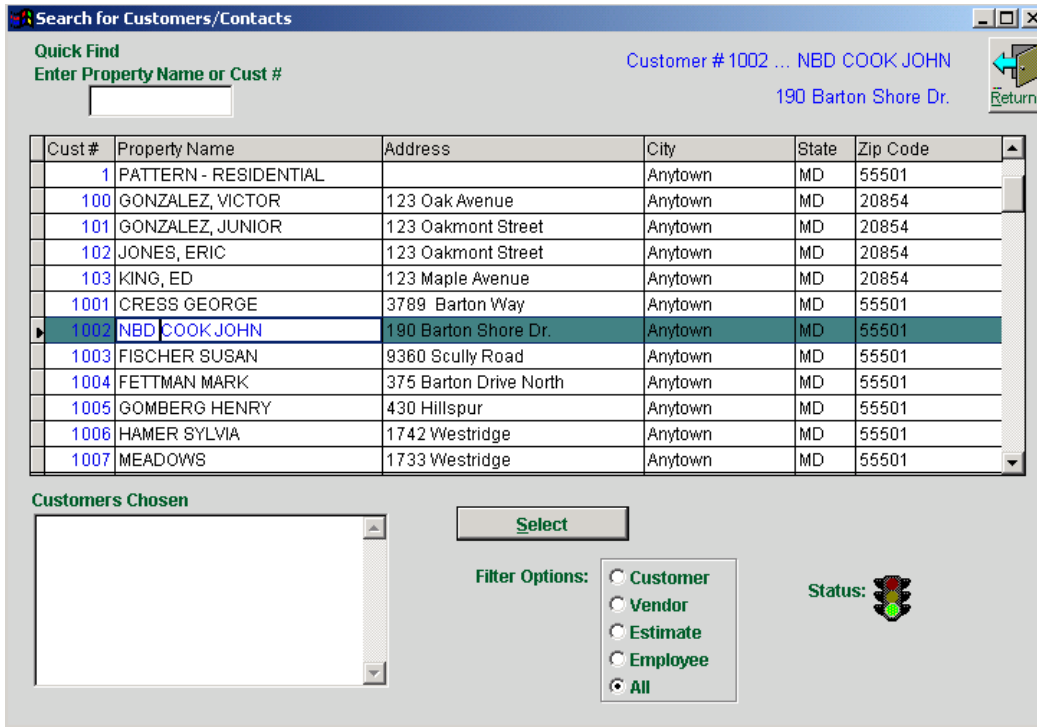 Search for Customers/Contacts
Quick Find
Enter Property Name or Cust #
Customer # 1002 ... NBD COOK JOHN
190 Barton Shore Dr.
Return
Cust # Property Name Address City State Zip Code
1 PATTERN - RESIDENTIAL Anytown MD 55501
100 GONZALEZ, VICTOR 123 Oak Avenue Anytown MD 20854
101 GONZALEZ, JUNIOR 123 Oakmont Street Anytown MD 20854
102 JONES, ERIC 123 Oakmont Street Anytown MD 20854
103 KING, ED 123 Maple Avenue Anytown MD 20854
1001 CRESS GEORGE 3789 Barton Way Anytown MD 55501
1002 NBD COOK JOHN 190 Barton Shore Dr. Anytown MD 55501
1003 FISCHER SUSAN 9360 Scully Road Anytown MD 55501
1004 FETTMAN MARK 375 Barton Drive North Anytown MD 55501
1005 GOMBERG HENRY 430 Hillspur Anytown MD 55501
1006 HAMER SYLVIA 1742 Westridge Anytown MD 55501
1007 MEADOWS 1733 Westridge Anytown MD 55501
Customers Chosen
Select
Filter Options:
Customer
Vendor
Estimate
Employee
All
Status: